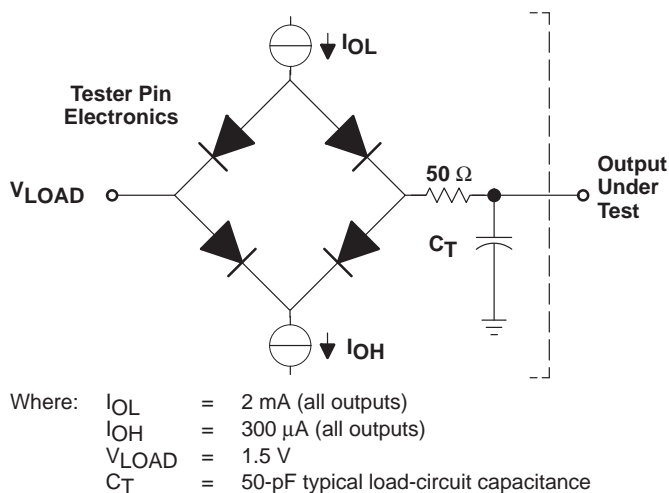 IOL
Tester Pin
Electronics
VLOAD
50 Ω
Output
Under
Test
CT
IOH
Where: IOL = 2 mA (all outputs)
IOH = 300 µA (all outputs)
VLOAD = 1.5 V
CT = 50-pF typical load-circuit capacitance